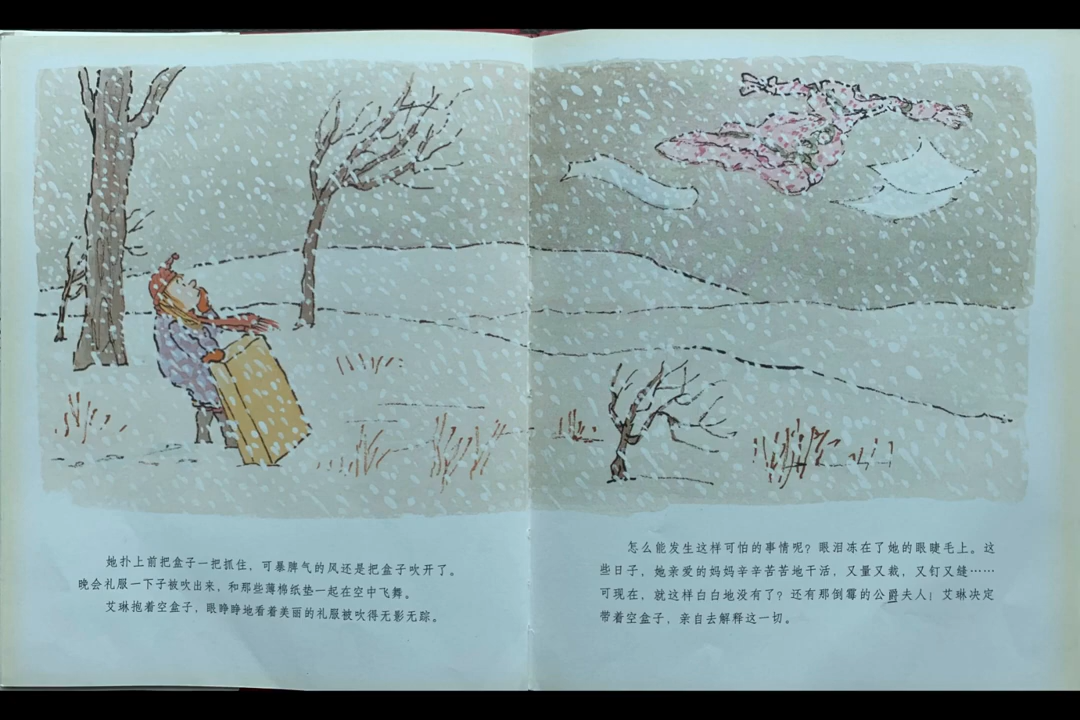 她扑上前把盒子一把抓住，可暴脾气的风还是把盒子吹开了。
晚会礼服一下子被吹出来，和那些薄棉纸垫一起在空中飞舞。
艾琳抱着空盒子，眼睁睁地看着美丽的礼服被吹得无影无踪。
怎么能发生这样可怕的事情呢？眼泪冻在了她的眼睫毛上。这
些日子，她亲爱的妈妈辛辛苦苦地干活，又量又裁，又钉又缝……
可现在，就这样白白地没有了？还有那倒霉的公爵夫人！艾琳决定
带着空盒子，亲自去解释这一切。